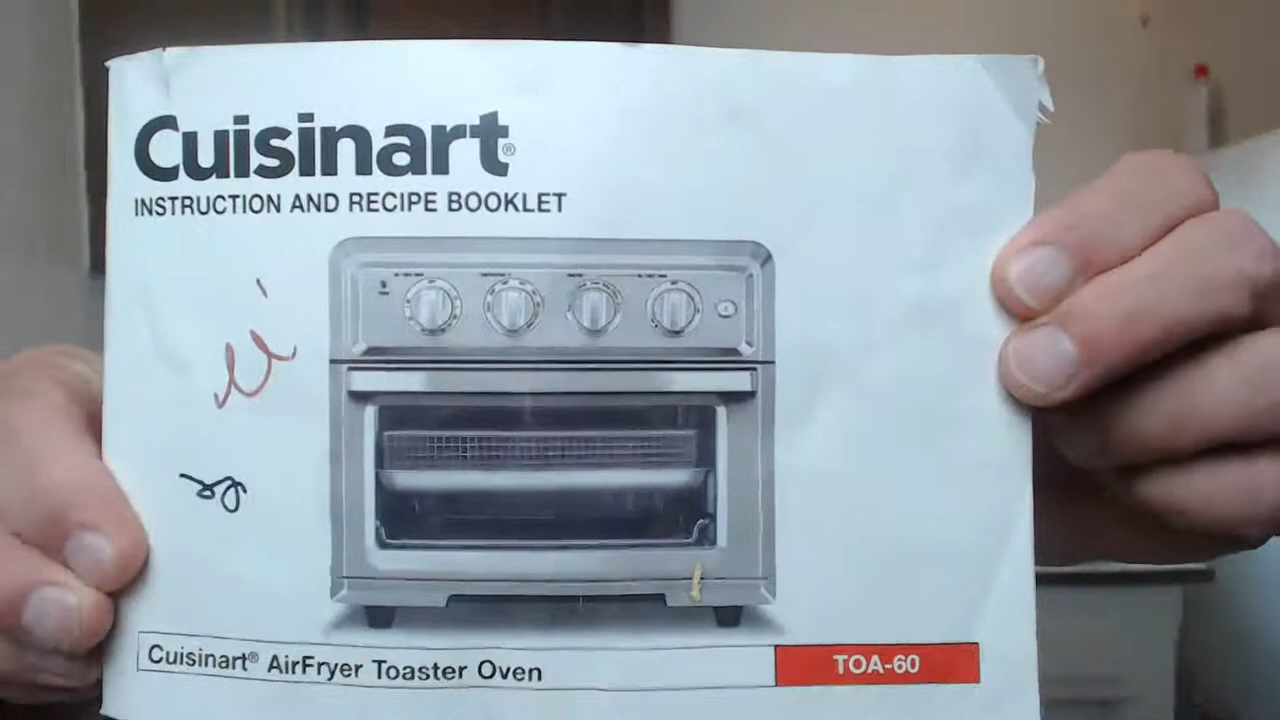 Cuisinart®
INSTRUCTION AND RECIPE BOOKLET
Cuisinart® AirFryer Toaster Oven
TOA-60